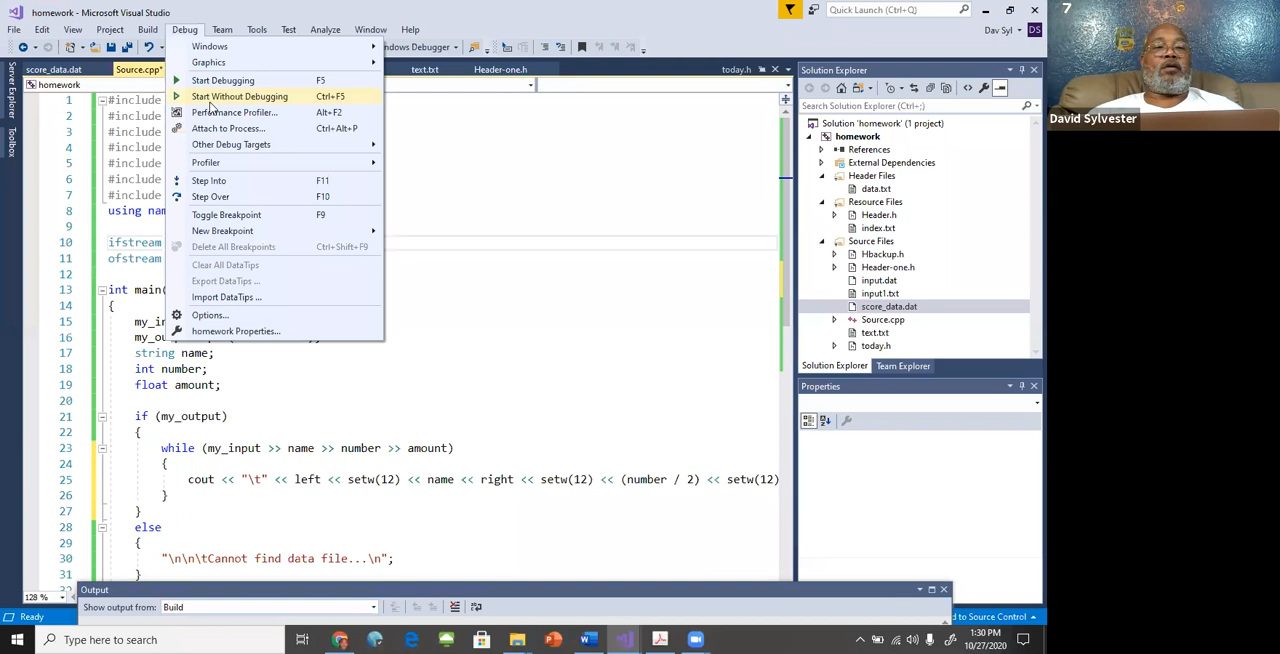 homework - Microsoft Visual Studio
Quick Launch (Ctrl+Q)
File Edit View Project Build Debug Team Tools Test Analyze Window Help
Dav Syl DS
ndows Debugger
score_data.dat Source.cpp* text.txt Header-one.h today.h
homework
Server Explorer
Toolbox
Windows
Graphics
Start Debugging F5
Start Without Debugging Ctrl+F5
Performance Profiler... Alt+F2
Attach to Process... Ctrl+Alt+P
Other Debug Targets
Profiler
Step Into F11
Step Over F10
Toggle Breakpoint F9
New Breakpoint
Delete All Breakpoints Ctrl+Shift+F9
Clear All DataTips
Export DataTips ...
Import DataTips ...
Options...
homework Properties...
1 #include
2 #include
3 #include
4 #include
5 #include
6 #include
7 #include
8 using nam
9
10 ifstream
11 ofstream
12
13 int main(
14 {
15 my_in
16 my_ou
17 string name;
18 int number;
19 float amount;
20
21 if (my_output)
22 {
23 while (my_input >> name >> number >> amount)
24 {
25 cout << "\t" << left << setw(12) << name << right << setw(12) << (number / 2) << setw(12)
26 }
27 }
28 else
29 {
30 "\n\n\tCannot find data file...\n";
31 }
128 %
Output
Show output from: Build
Ready
d to Source Control
Solution Explorer
Search Solution Explorer (Ctrl+;)
Solution 'homework' (1 project)
homework
References
External Dependencies
Header Files
data.txt
Resource Files
Header.h
index.txt
Source Files
Hbackup.h
Header-one.h
input.dat
input1.txt
score_data.dat
Source.cpp
text.txt
today.h
Solution Explorer Team Explorer
Properties
Type here to search
1:30 PM
10/27/2020
7
David Sylvester